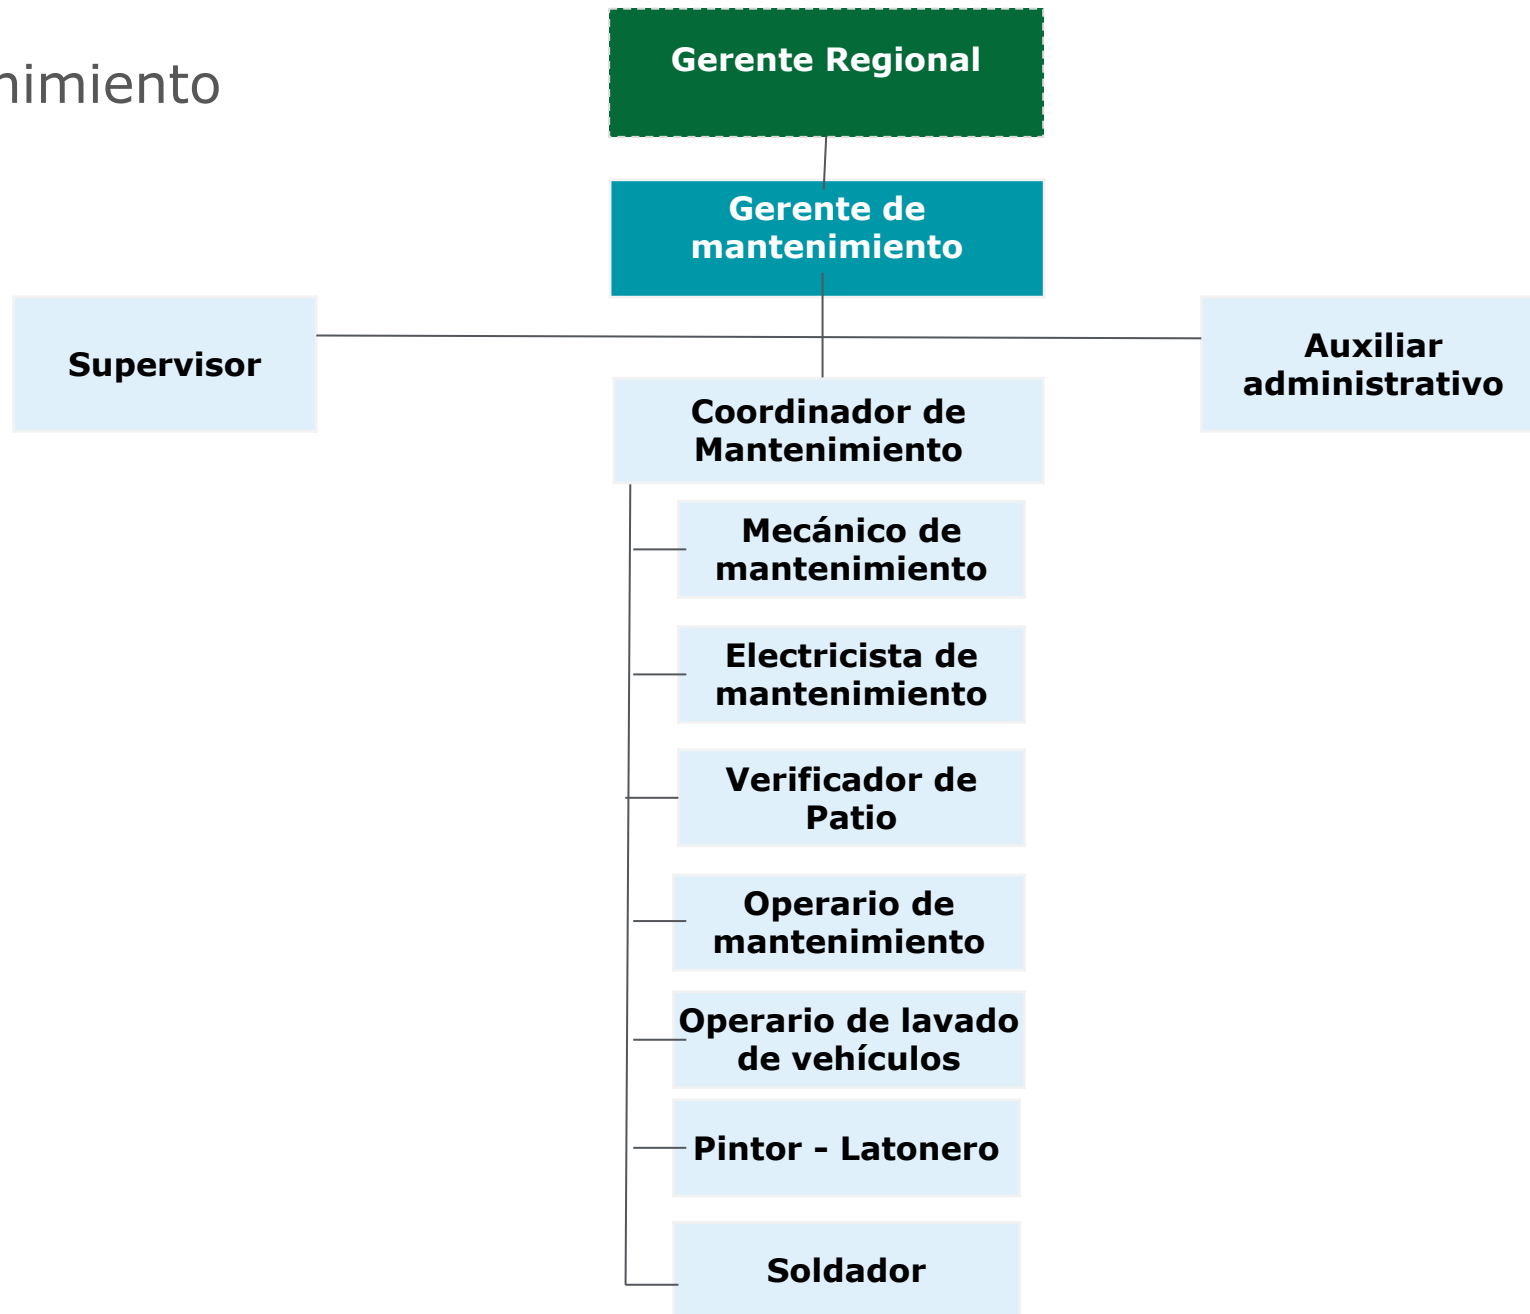 nimiento
Gerente Regional
Gerente de
mantenimiento
Supervisor
Auxiliar
administrativo
Coordinador de
Mantenimiento
Mecánico de
mantenimiento
Electricista de
mantenimiento
Verificador de
Patio
Operario de
mantenimiento
Operario de lavado
de vehículos
Pintor - Latonero
Soldador